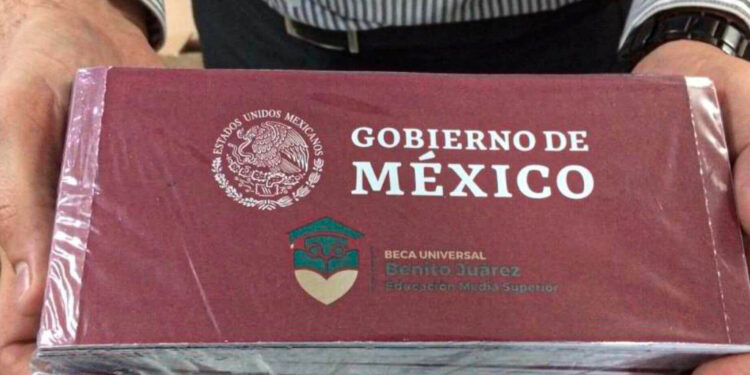 ESTADOS UNIDOS MEXICANOS
GOBIERNO DE
MÉXICO
BECA UNIVERSAL
Benito Juárez
Educación Media Superior